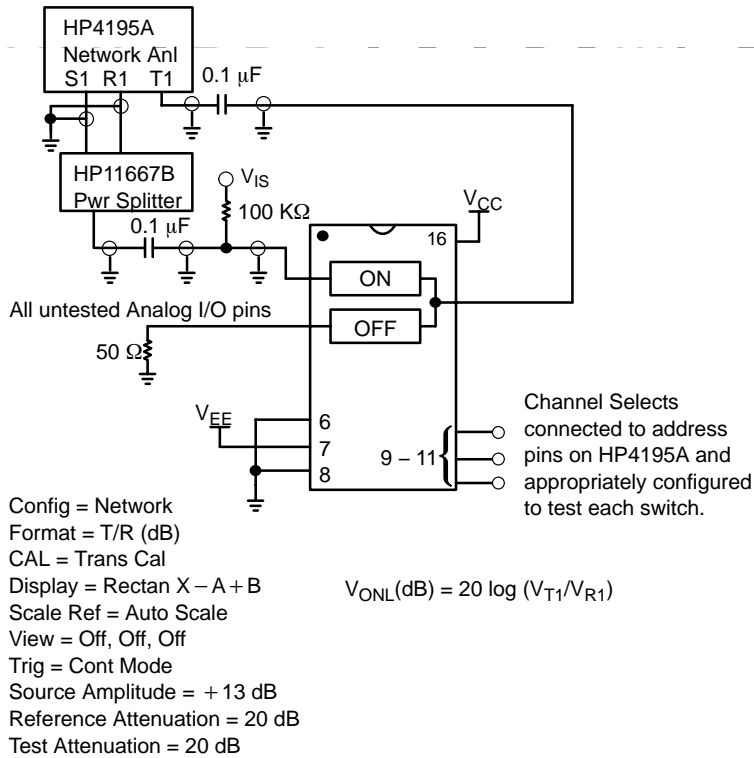 HP4195A
Network Anl
S1 R1 T1
0.1 μF
HP11667B
Pwr Splitter
V_IS
100 KΩ
0.1 μF
V_CC
16
ON
OFF
All untested Analog I/O pins
50 Ω
V_EE
6
7
8
9 – 11
Channel Selects
connected to address
pins on HP4195A and
appropriately configured
to test each switch.
Config = Network
Format = T/R (dB)
CAL = Trans Cal
Display = Rectan X – A + B
Scale Ref = Auto Scale
View = Off, Off, Off
Trig = Cont Mode
Source Amplitude = +13 dB
Reference Attenuation = 20 dB
Test Attenuation = 20 dB
V_ONL(dB) = 20 log (V_T1/V_R1)